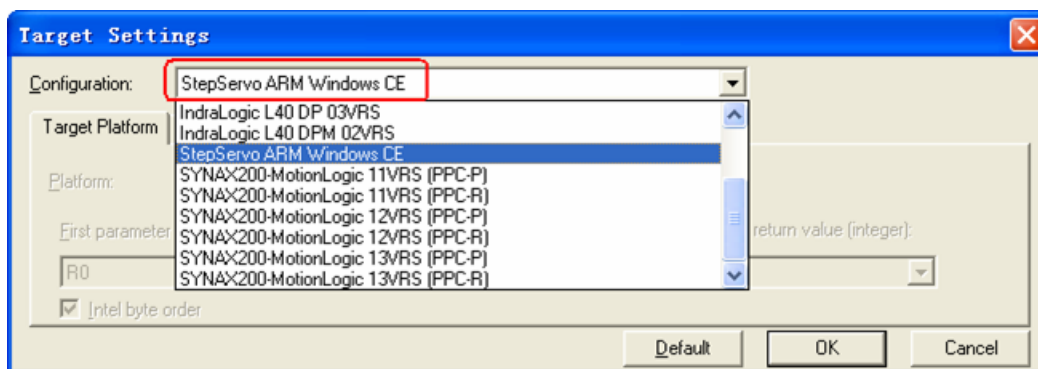 Target Settings
Configuration: StepServo ARM Windows CE
IndraLogic L40 DP 03VRS
Target Platform IndraLogic L40 DPM 02VRS
StepServo ARM Windows CE
Platform: SYNAX200-MotionLogic 11VRS (PPC-P)
SYNAX200-MotionLogic 11VRS (PPC-R)
SYNAX200-MotionLogic 12VRS (PPC-P)
First parameter SYNAX200-MotionLogic 12VRS (PPC-R) return value (integer):
SYNAX200-MotionLogic 13VRS (PPC-P)
R0 SYNAX200-MotionLogic 13VRS (PPC-R)
Intel byte order
Default OK Cancel